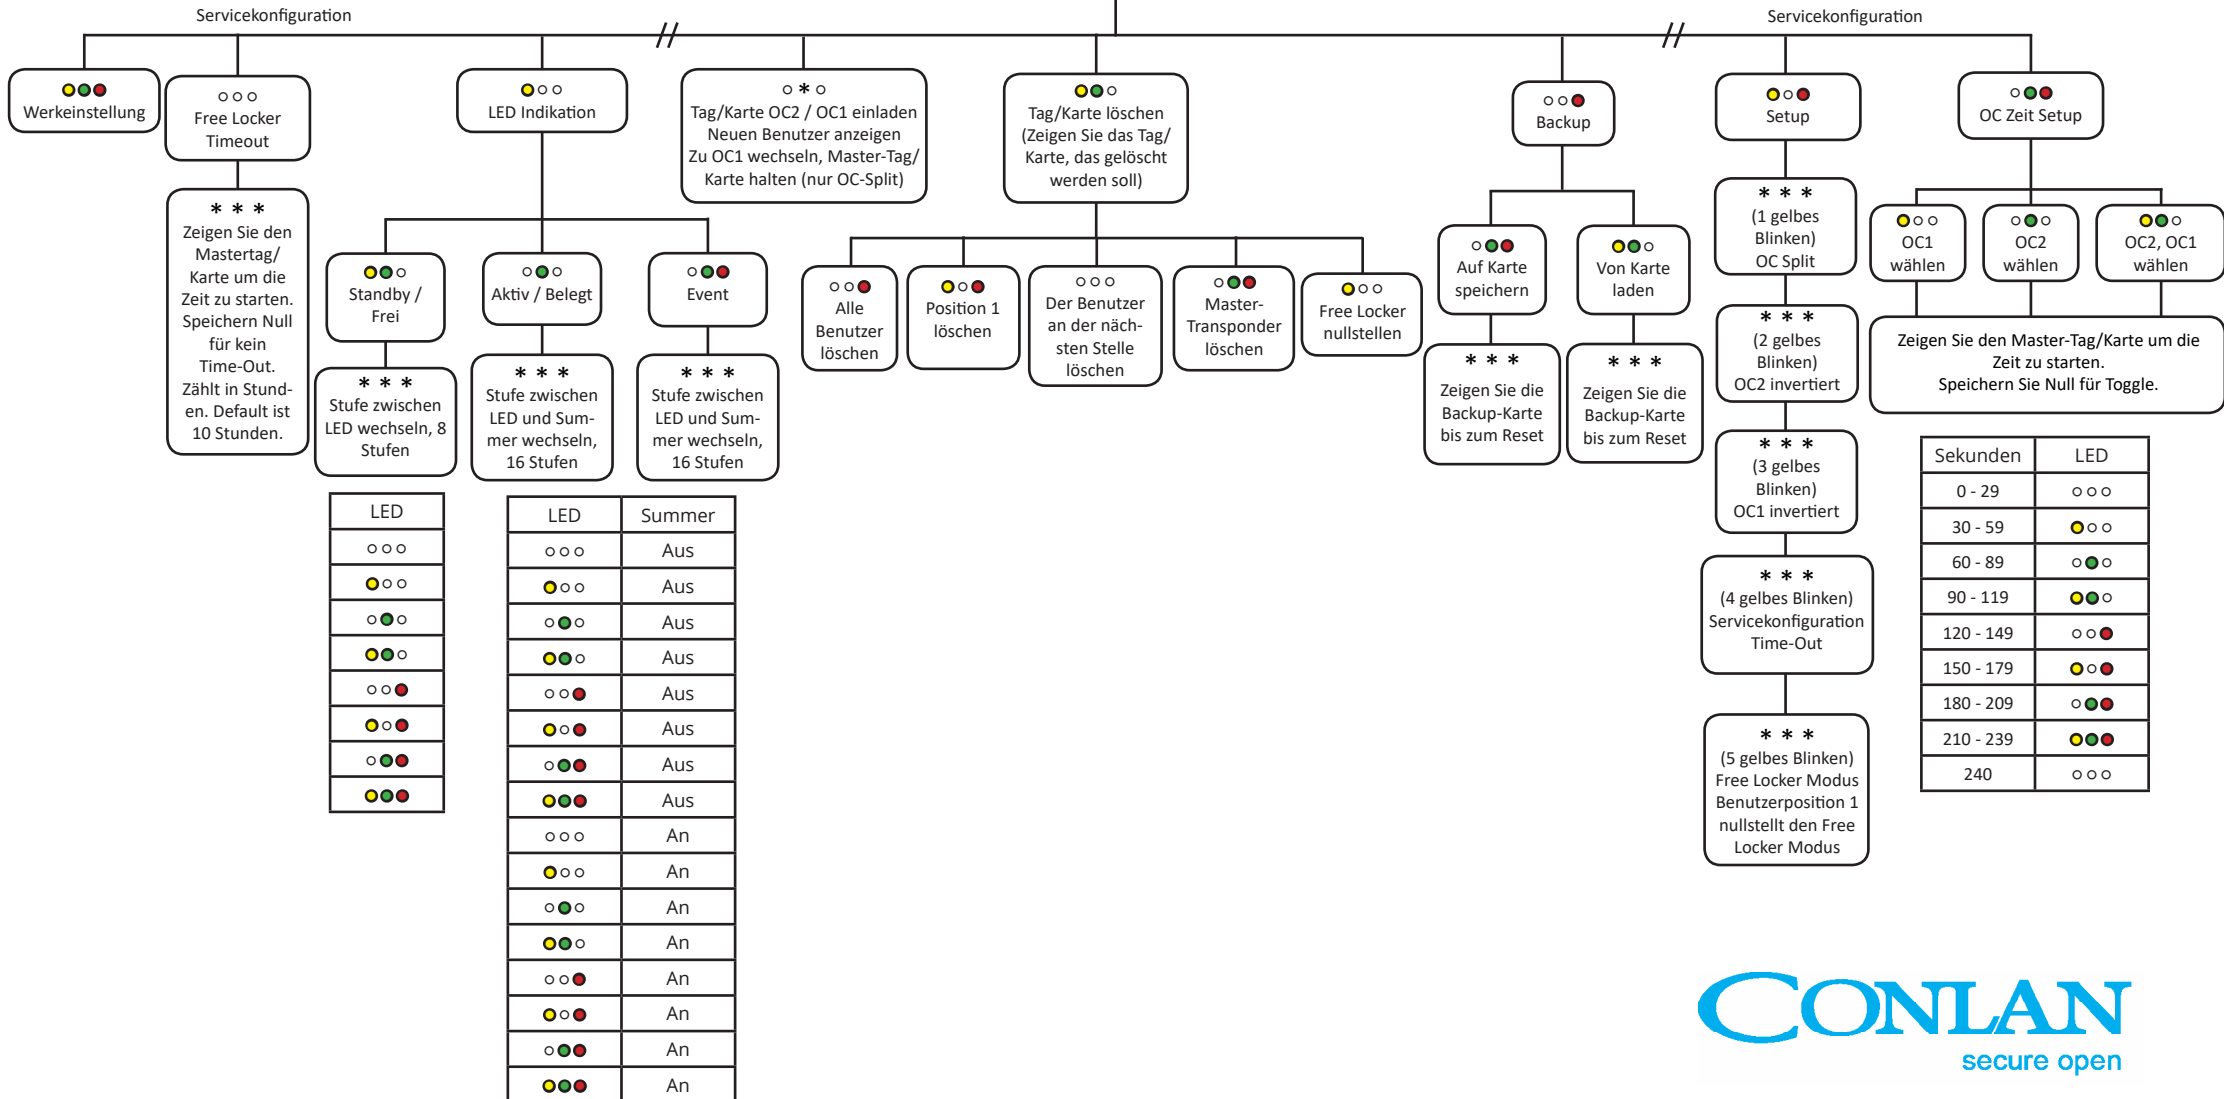 Servicekonfiguration
Servicekonfiguration
Werkeinstellung
Free Locker
Timeout
* * *
Zeigen Sie den
Mastertag/
Karte um die
Zeit zu starten.
Speichern Null
für kein
Time-Out.
Zählt in Stund-
en. Default ist
10 Stunden.
LED Indikation
Standby /
Frei
* * *
Stufe zwischen
LED wechseln, 8
Stufen
Aktiv / Belegt
* * *
Stufe zwischen
LED und Sum-
mer wechseln,
16 Stufen
Event
* * *
Stufe zwischen
LED und Sum-
mer wechseln,
16 Stufen
LED
LED Summer
Aus
Aus
Aus
Aus
Aus
Aus
Aus
Aus
An
An
An
An
An
An
An
An
*
Tag/Karte OC2 / OC1 einladen
Neuen Benutzer anzeigen
Zu OC1 wechseln, Master-Tag/
Karte halten (nur OC-Split)
Tag/Karte löschen
(Zeigen Sie das Tag/
Karte, das gelöscht
werden soll)
Alle
Benutzer
löschen
Position 1
löschen
Der Benutzer
an der näch-
sten Stelle
löschen
Master-
Transponder
löschen
Free Locker
nullstellen
Backup
Auf Karte
speichern
* * *
Zeigen Sie die
Backup-Karte
bis zum Reset
Von Karte
laden
* * *
Zeigen Sie die
Backup-Karte
bis zum Reset
Setup
* * *
(1 gelbes
Blinken)
OC Split
* * *
(2 gelbes
Blinken)
OC2 invertiert
* * *
(3 gelbes
Blinken)
OC1 invertiert
* * *
(4 gelbes Blinken)
Servicekonfiguration
Time-Out
* * *
(5 gelbes Blinken)
Free Locker Modus
Benutzerposition 1
nullstellt den Free
Locker Modus
OC Zeit Setup
OC1
wählen
OC2
wählen
OC2, OC1
wählen
Zeigen Sie den Master-Tag/Karte um die
Zeit zu starten.
Speichern Sie Null für Toggle.
Sekunden LED
0 - 29
30 - 59
60 - 89
90 - 119
120 - 149
150 - 179
180 - 209
210 - 239
240
CONLAN
secure open